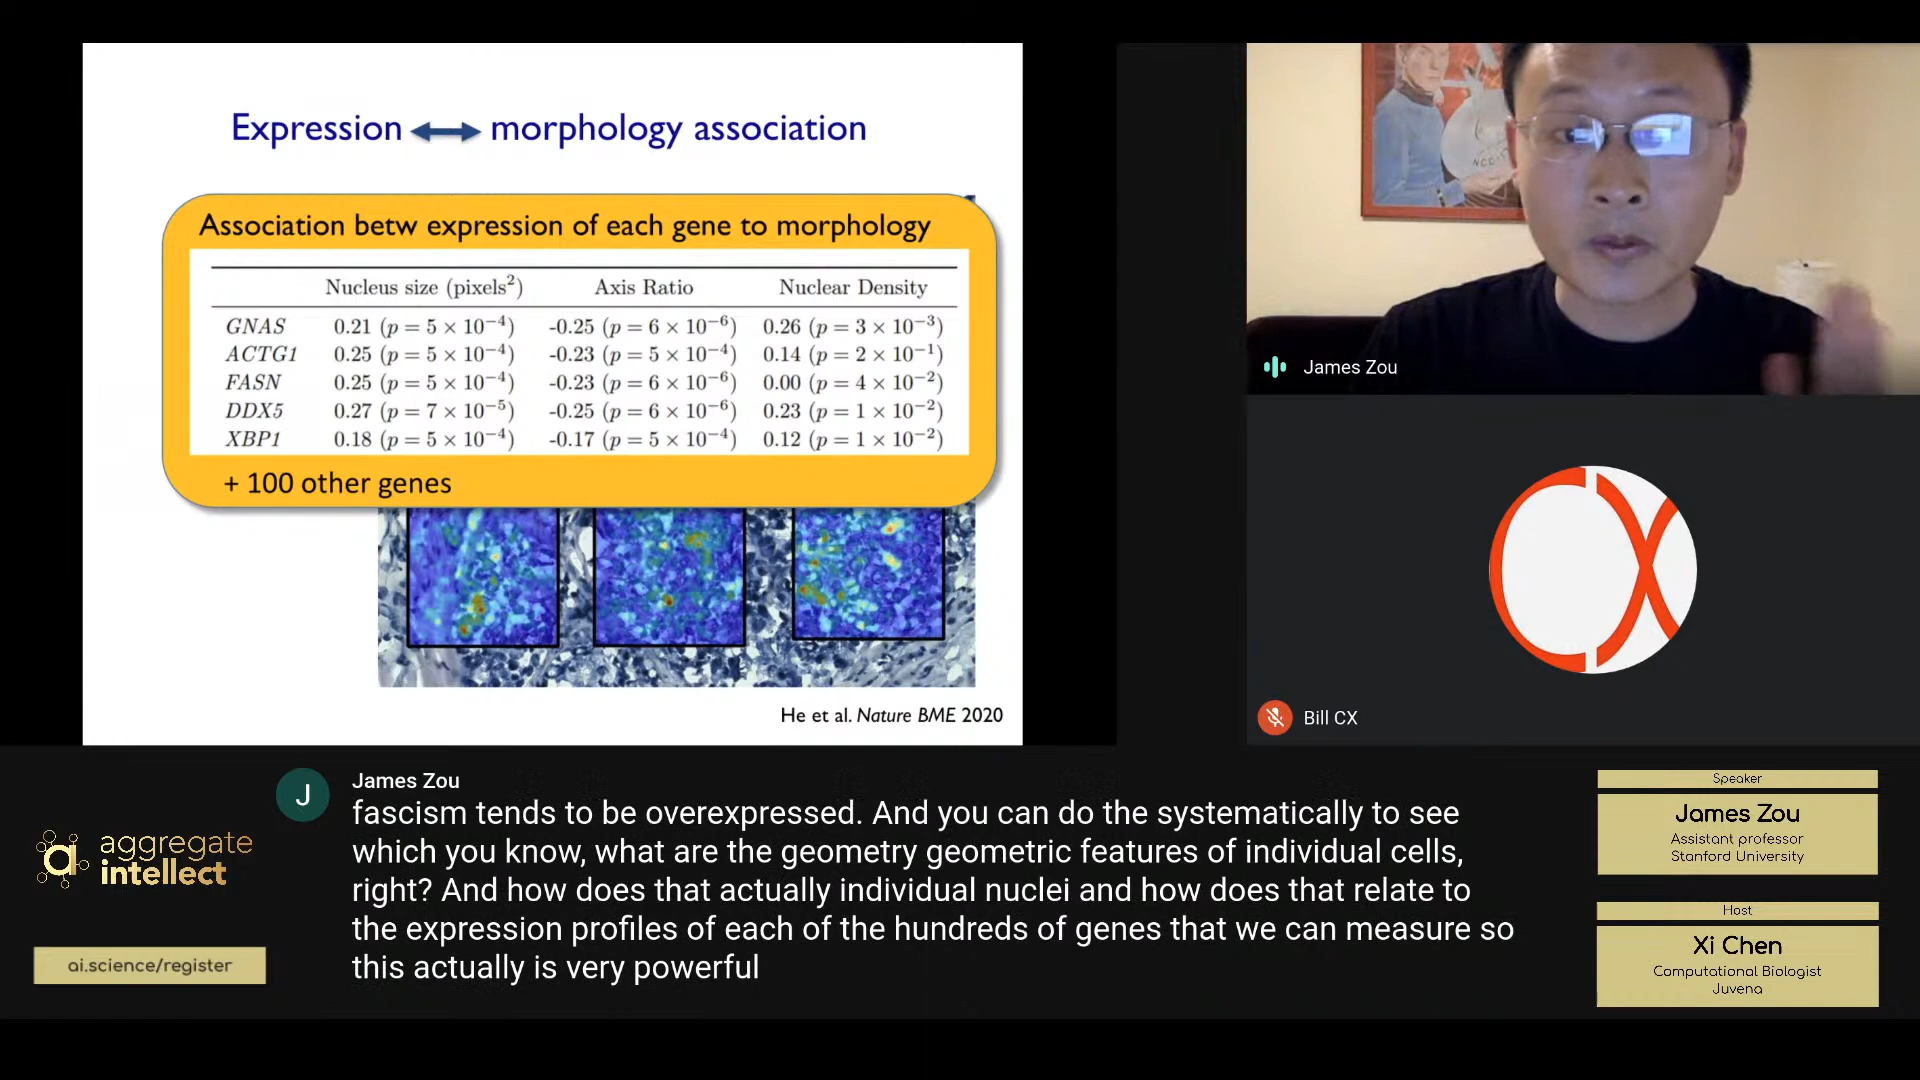 Expression ↔ morphology association
Association betw expression of each gene to morphology
Nucleus size (pixels²) Axis Ratio Nuclear Density
GNAS 0.21 (p = 5 × 10⁻⁴) -0.25 (p = 6 × 10⁻⁶) 0.26 (p = 3 × 10⁻³)
ACTG1 0.25 (p = 5 × 10⁻⁴) -0.23 (p = 5 × 10⁻⁴) 0.14 (p = 2 × 10⁻¹)
FASN 0.25 (p = 5 × 10⁻⁴) -0.23 (p = 6 × 10⁻⁶) 0.00 (p = 4 × 10⁻²)
DDX5 0.27 (p = 7 × 10⁻⁵) -0.25 (p = 6 × 10⁻⁶) 0.23 (p = 1 × 10⁻²)
XBP1 0.18 (p = 5 × 10⁻⁴) -0.17 (p = 5 × 10⁻⁴) 0.12 (p = 1 × 10⁻²)
+ 100 other genes
He et al. Nature BME 2020
NCC
James Zou
CX
Bill CX
J
James Zou
fascism tends to be overexpressed. And you can do the systematically to see
which you know, what are the geometry geometric features of individual cells,
right? And how does that actually individual nuclei and how does that relate to
the expression profiles of each of the hundreds of genes that we can measure so
this actually is very powerful
a
aggregate
intellect
ai.science/register
Speaker
James Zou
Assistant professor
Stanford University
Host
Xi Chen
Computational Biologist
Juvena